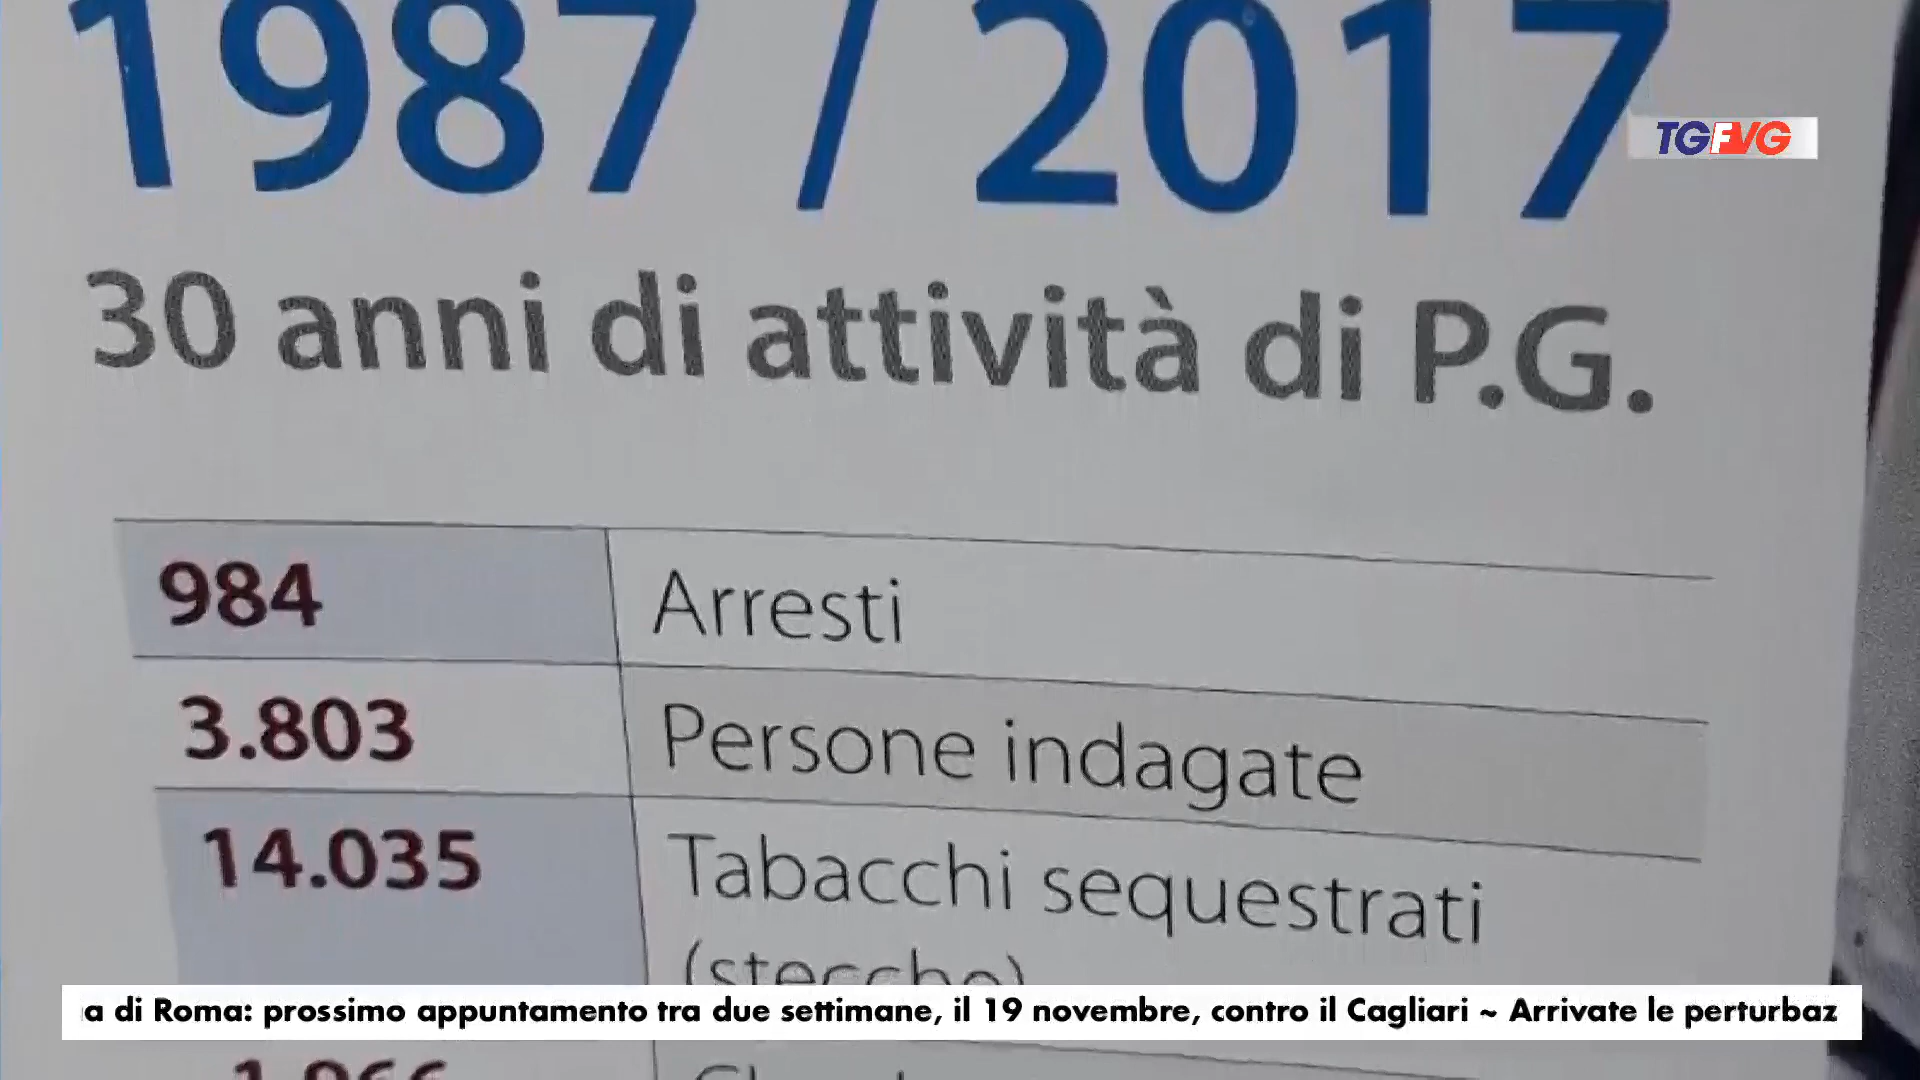 1987 / 2017
TGFVG
30 anni di attività di P.G.
984 Arresti
3.803 Persone indagate
14.035 Tabacchi sequestrati
(stecche)
a di Roma: prossimo appuntamento tra due settimane, il 19 novembre, contro il Cagliari ~ Arrivate le perturbaz